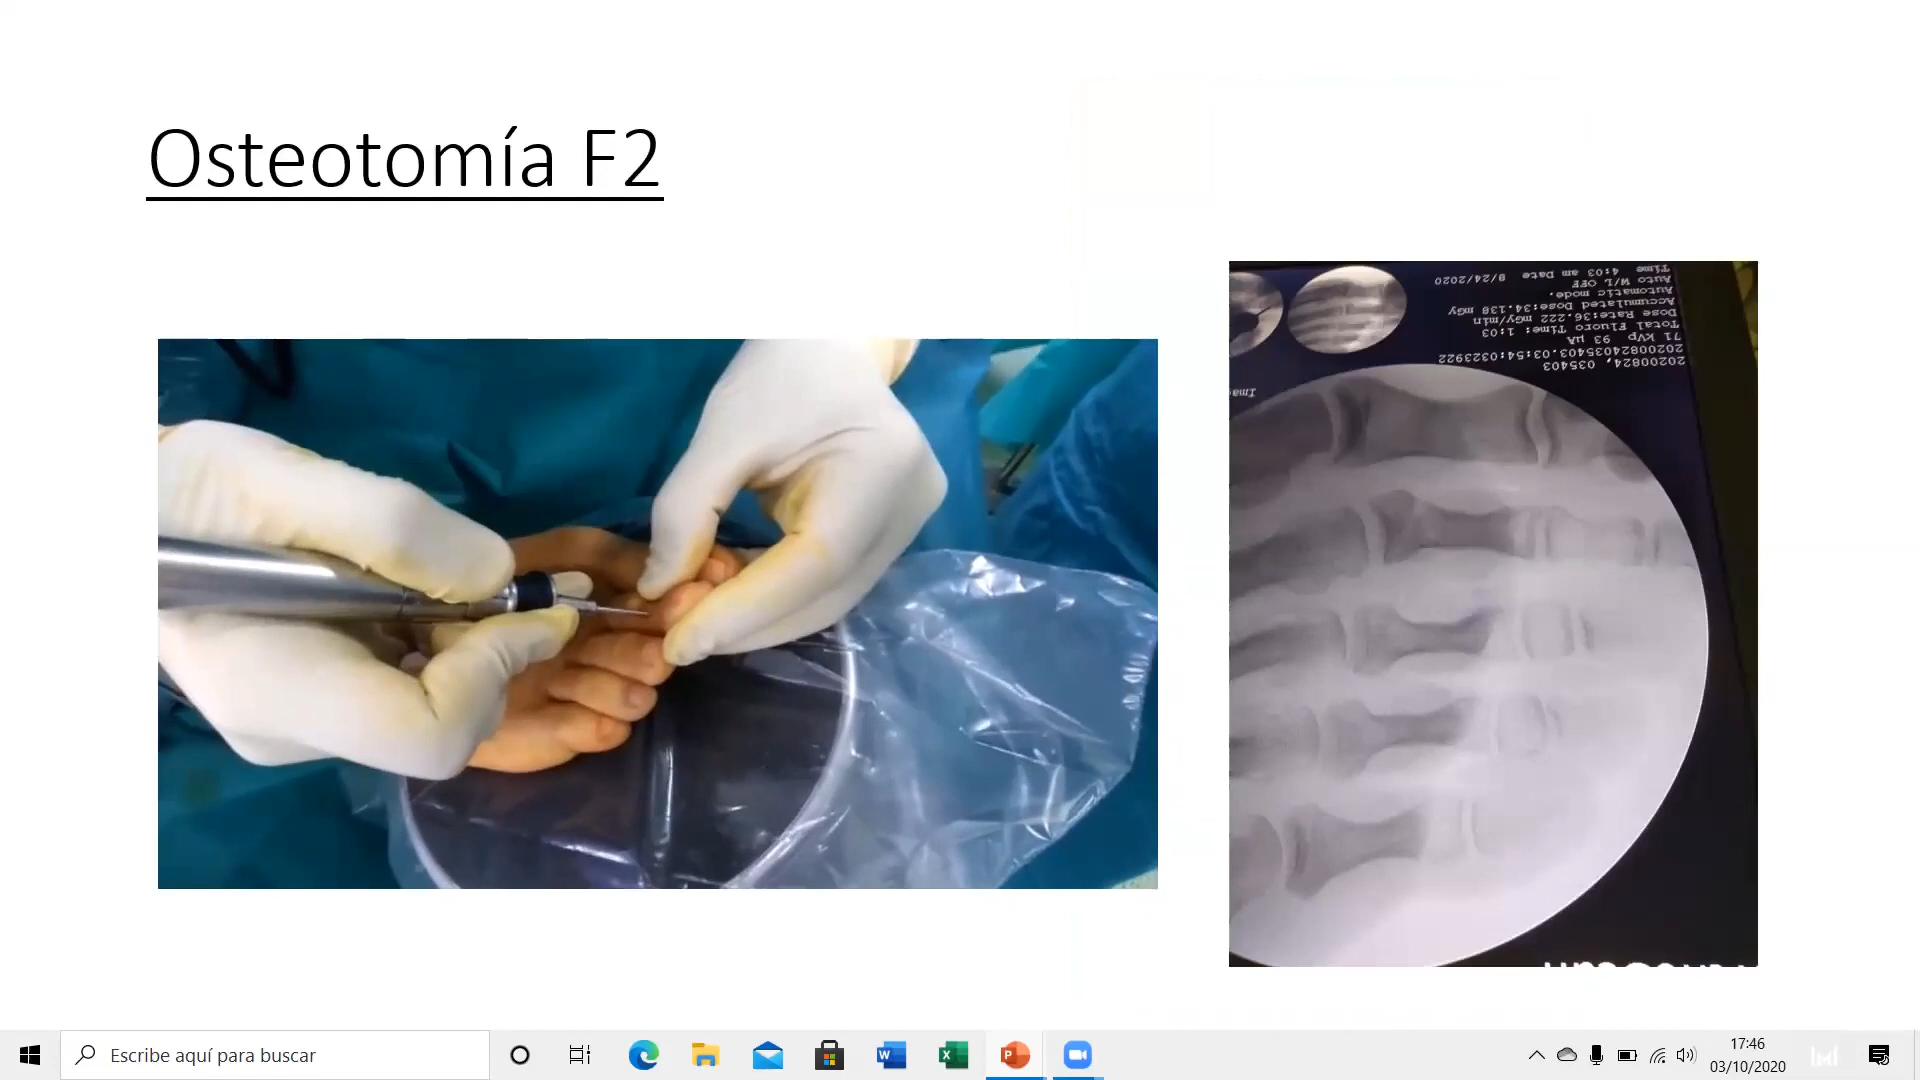 Osteotomía F2
Time 4:03 am Date 8/24/2020
Auto W/L OFF
Automatic mode.
Accumulated Dose:34.138 mGy
Dose Rate:36.222 mGy/min
Total Fluoro Time: 1:03
71 kVp 93 µA
20200824035403.03:54:0323922
20200824, 035403
Escribe aquí para buscar
17:46
03/10/2020